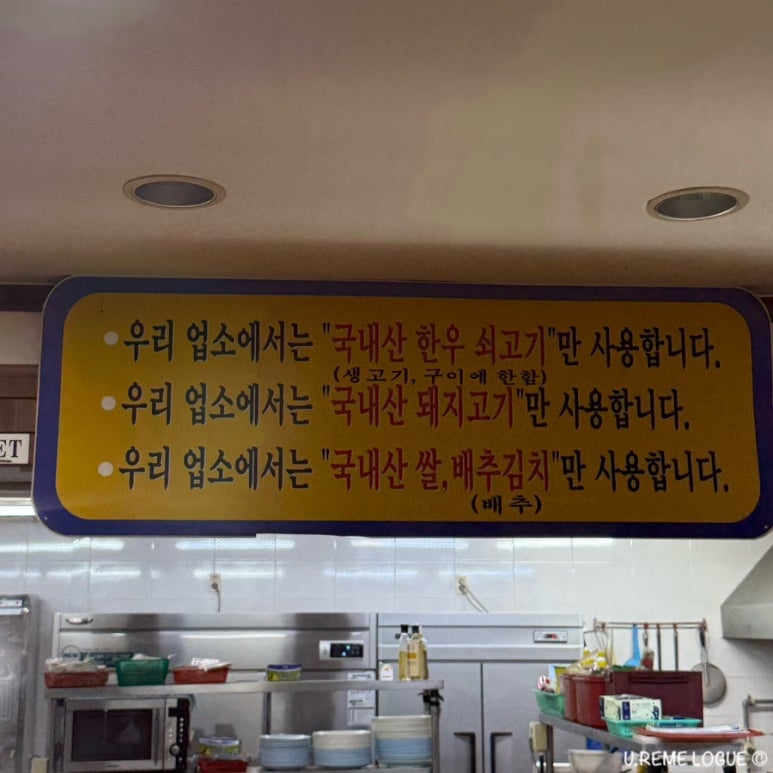 ● 우리 업소에서는 "국내산 한우 쇠고기"만 사용합니다.
(생고기, 구이에 한함)
● 우리 업소에서는 "국내산 돼지고기"만 사용합니다.
● 우리 업소에서는 "국내산 쌀,배추김치"만 사용합니다.
(배추)
ET
U.REME LOGUE ©